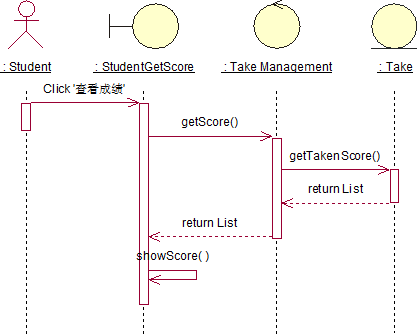 : Student
: StudentGetScore
: Take Management
: Take
Click '查看成绩'
getScore()
getTakenScore()
return List
return List
showScore( )